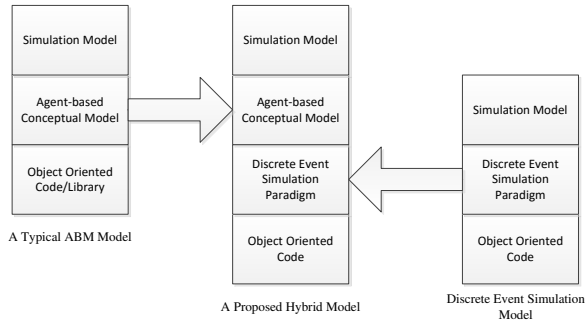 Simulation Model
Agent-based
Conceptual Model
Object Oriented
Code/Library
A Typical ABM Model
Simulation Model
Agent-based
Conceptual Model
Discrete Event
Simulation
Paradigm
Object Oriented
Code
A Proposed Hybrid Model
Simulation Model
Discrete Event
Simulation
Paradigm
Object Oriented
Code
Discrete Event Simulation
Model